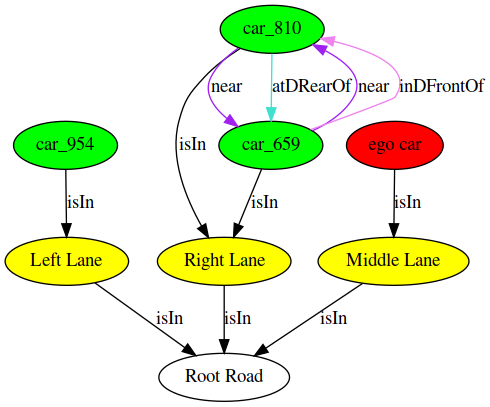 car_810
near
atDRearOf
near
inDFrontOf
isIn
car_954
car_659
ego car
isIn
isIn
isIn
Left Lane
Right Lane
Middle Lane
isIn
isIn
isIn
Root Road